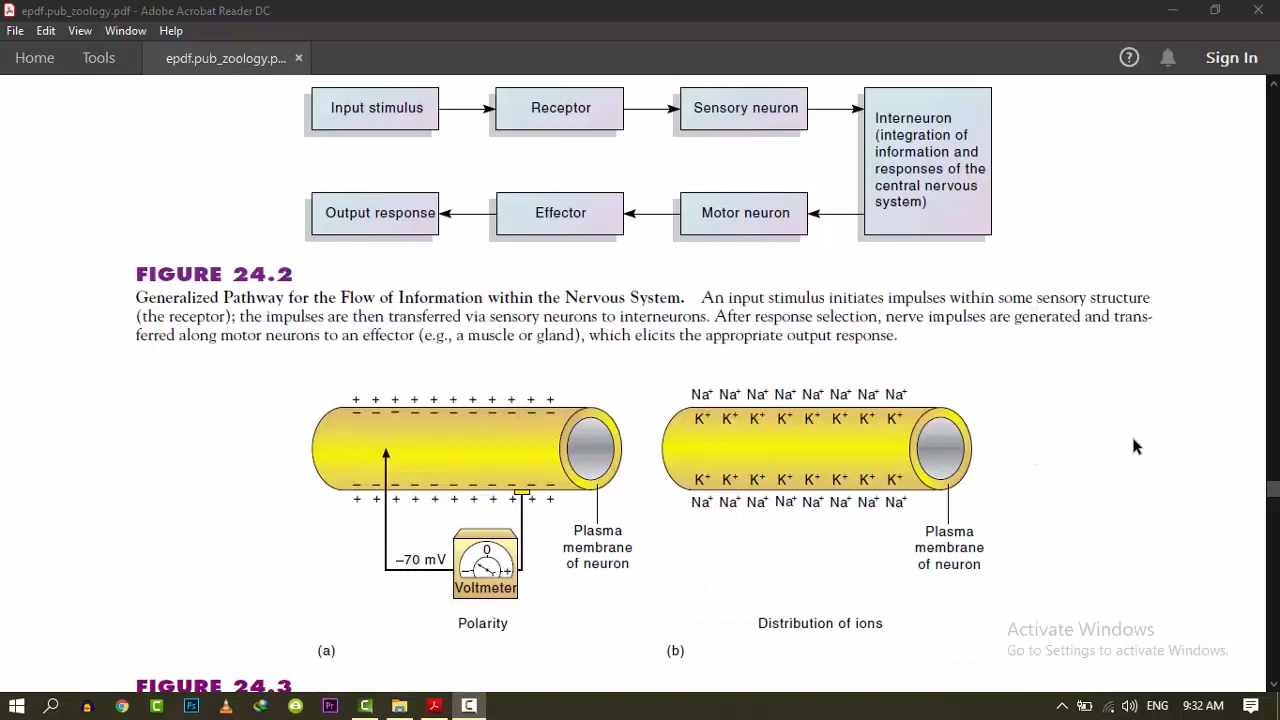 epdf.pub_zoology.pdf - Adobe Acrobat Reader DC
File Edit View Window Help
Home Tools epdf.pub_zoology.p... × Sign In
Input stimulus
Receptor
Sensory neuron
Interneuron
(integration of
information and
responses of the
central nervous
system)
Output response
Effector
Motor neuron
FIGURE 24.2
Generalized Pathway for the Flow of Information within the Nervous System. An input stimulus initiates impulses within some sensory structure
(the receptor); the impulses are then transferred via sensory neurons to interneurons. After response selection, nerve impulses are generated and trans-
ferred along motor neurons to an effector (e.g., a muscle or gland), which elicits the appropriate output response.
+ + + + + + + + + + +
− − − − − − − − − − −
− − − − − − − − − − −
+ + + + + + + + + + +
–70 mV
0
− +
Voltmeter
Plasma
membrane
of neuron
Polarity
(a)
Na⁺ Na⁺ Na⁺ Na⁺ Na⁺ Na⁺ Na⁺ Na⁺
K⁺ K⁺ K⁺ K⁺ K⁺ K⁺ K⁺ K⁺
K⁺ K⁺ K⁺ K⁺ K⁺ K⁺ K⁺ K⁺
Na⁺ Na⁺ Na⁺ Na⁺ Na⁺ Na⁺ Na⁺ Na⁺
Plasma
membrane
of neuron
Distribution of ions
(b)
Activate Windows
Go to Settings to activate Windows.
FIGURE 24.3
ENG 9:32 AM